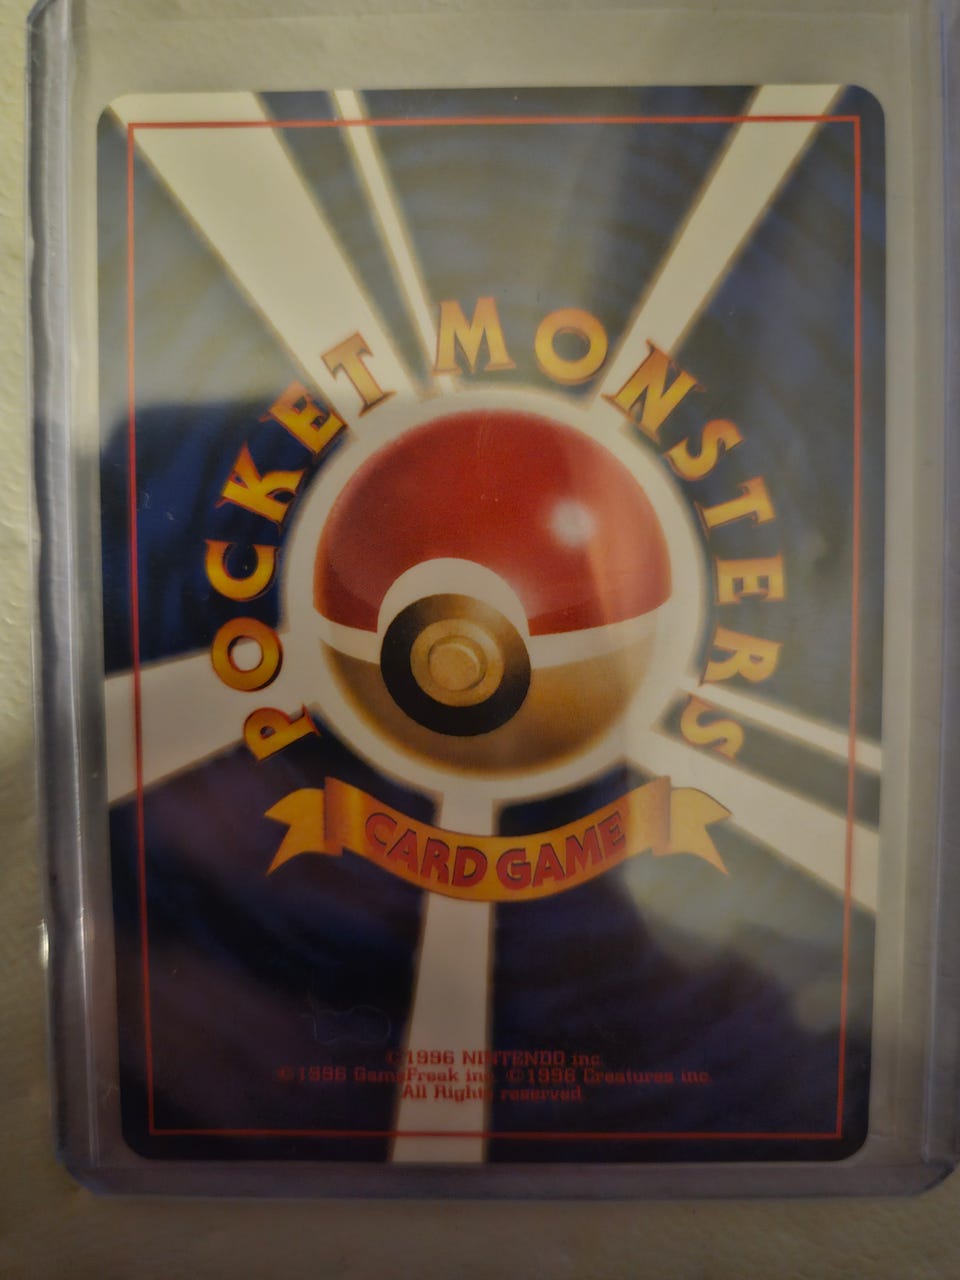 POCKET MONSTERS
CARD GAME
©1996 NINTENDO inc.
©1996 GameFreak inc. ©1996 Creatures inc.
All Rights reserved.